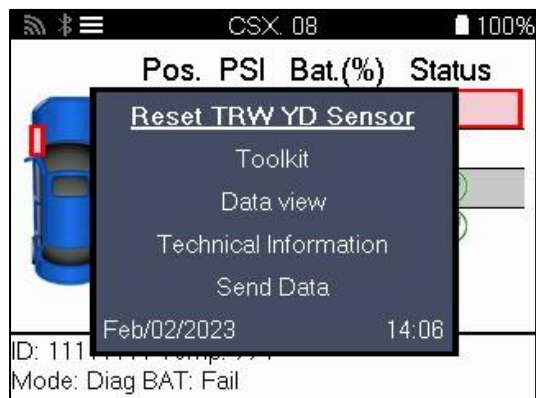 CSX. 08 100%
Pos. PSI Bat.(%) Status
Reset TRW YD Sensor
Toolkit
Data view
Technical Information
Send Data
Feb/02/2023 14:06
ID: 111
Mode: Diag BAT: Fail